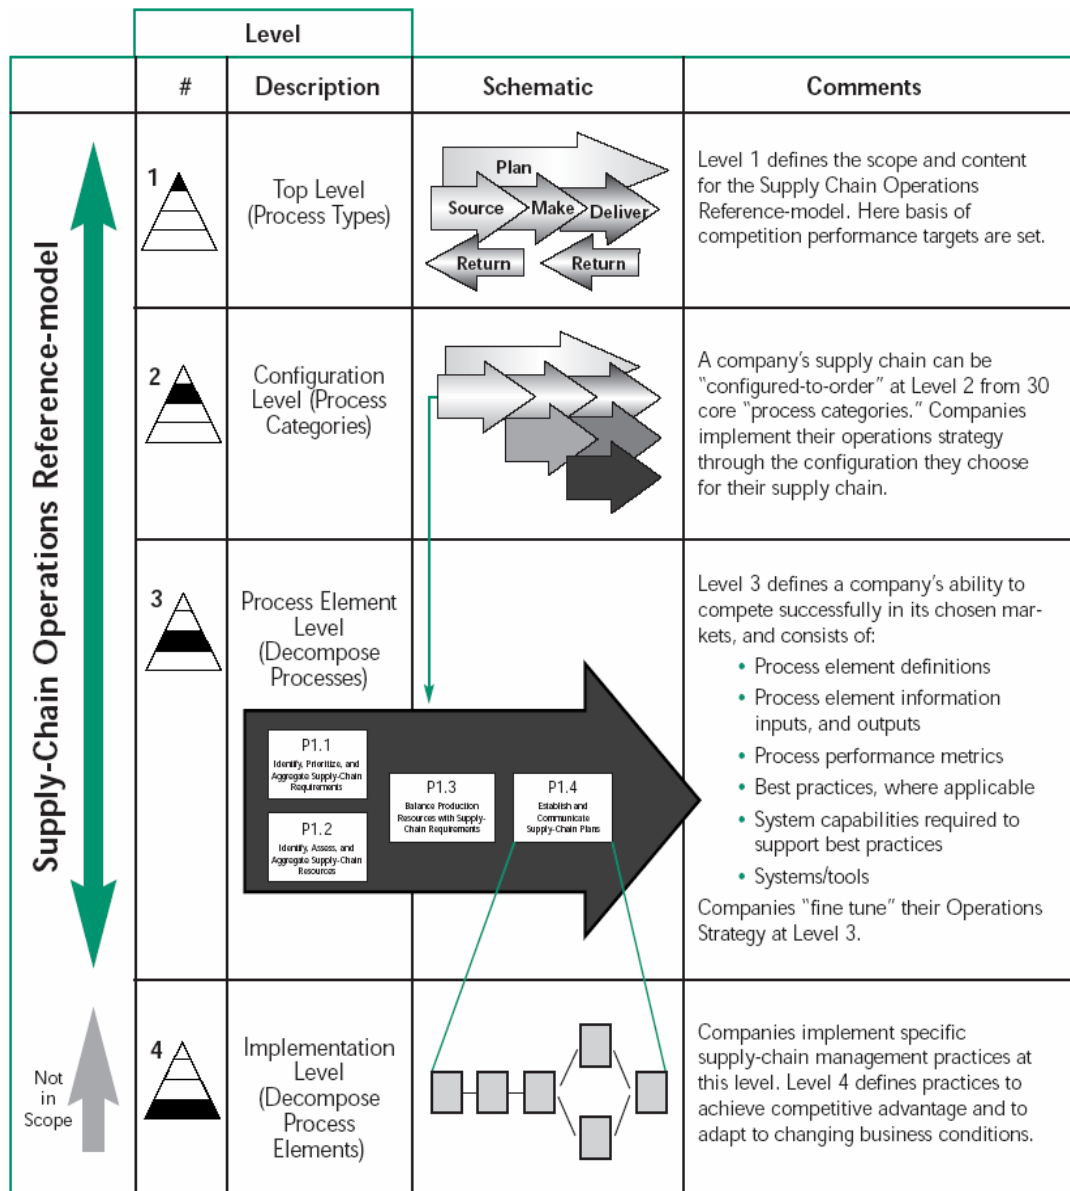 Level
#
Description
Schematic
Comments
Supply-Chain Operations Reference-model
1
Top Level
(Process Types)
Plan
Source
Make
Deliver
Return
Return
Level 1 defines the scope and content
for the Supply Chain Operations
Reference-model. Here basis of
competition performance targets are set.
2
Configuration
Level (Process
Categories)
A company's supply chain can be
"configured-to-order" at Level 2 from 30
core "process categories." Companies
implement their operations strategy
through the configuration they choose
for their supply chain.
3
Process Element
Level
(Decompose
Processes)
P1.1
Identify, Prioritize, and
Aggregate Supply-Chain
Requirements
P1.2
Identify, Assess, and
Aggregate Supply-Chain
Resources
P1.3
Balance Production
Resources with Supply-
Chain Requirements
P1.4
Establish and
Communicate
Supply-Chain Plans
Level 3 defines a company's ability to
compete successfully in its chosen mar-
kets, and consists of:
• Process element definitions
• Process element information
inputs, and outputs
• Process performance metrics
• Best practices, where applicable
• System capabilities required to
support best practices
• Systems/tools
Companies "fine tune" their Operations
Strategy at Level 3.
Not
in
Scope
4
Implementation
Level
(Decompose
Process
Elements)
Companies implement specific
supply-chain management practices at
this level. Level 4 defines practices to
achieve competitive advantage and to
adapt to changing business conditions.